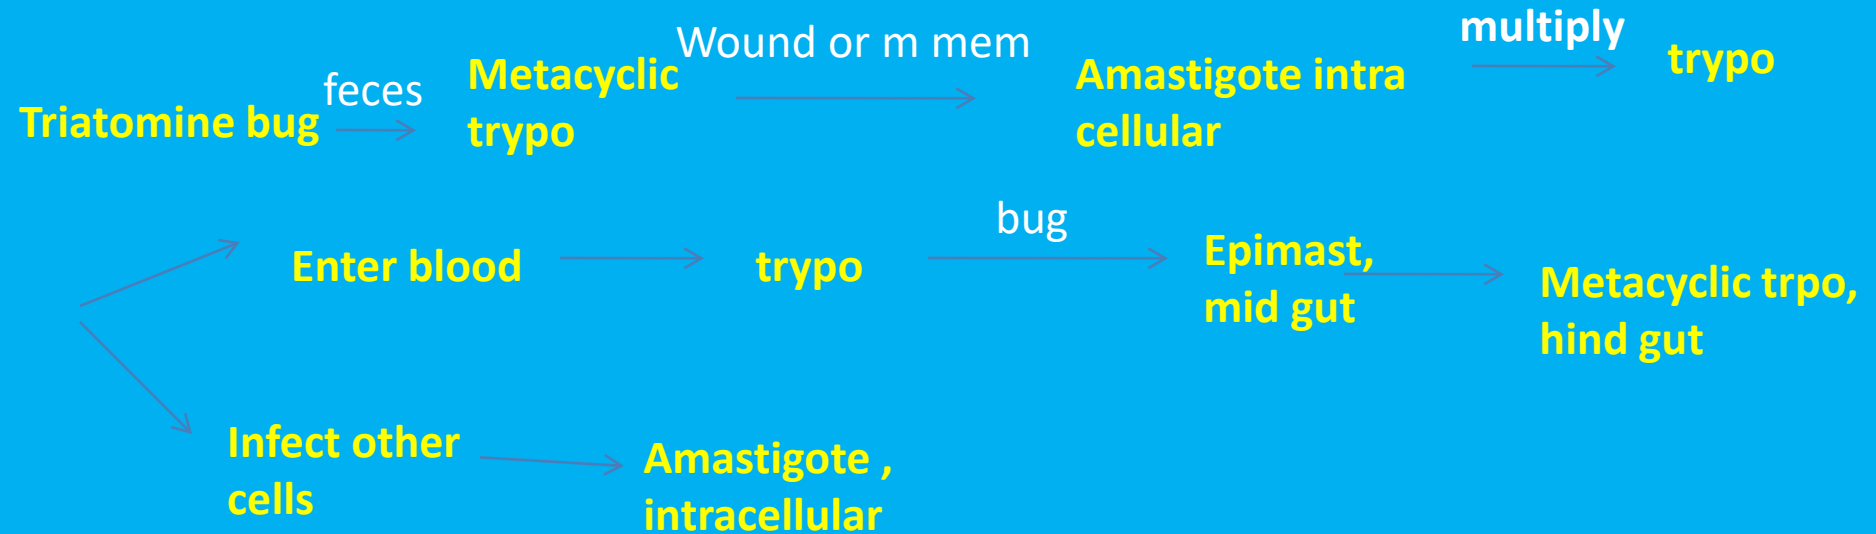 Triatomine bug
feces
Metacyclic
trypo
Wound or m mem
Amastigote intra
cellular
multiply
trypo
Enter blood
trypo
bug
Epimast,
mid gut
Metacyclic trpo,
hind gut
Infect other
cells
Amastigote ,
intracellular